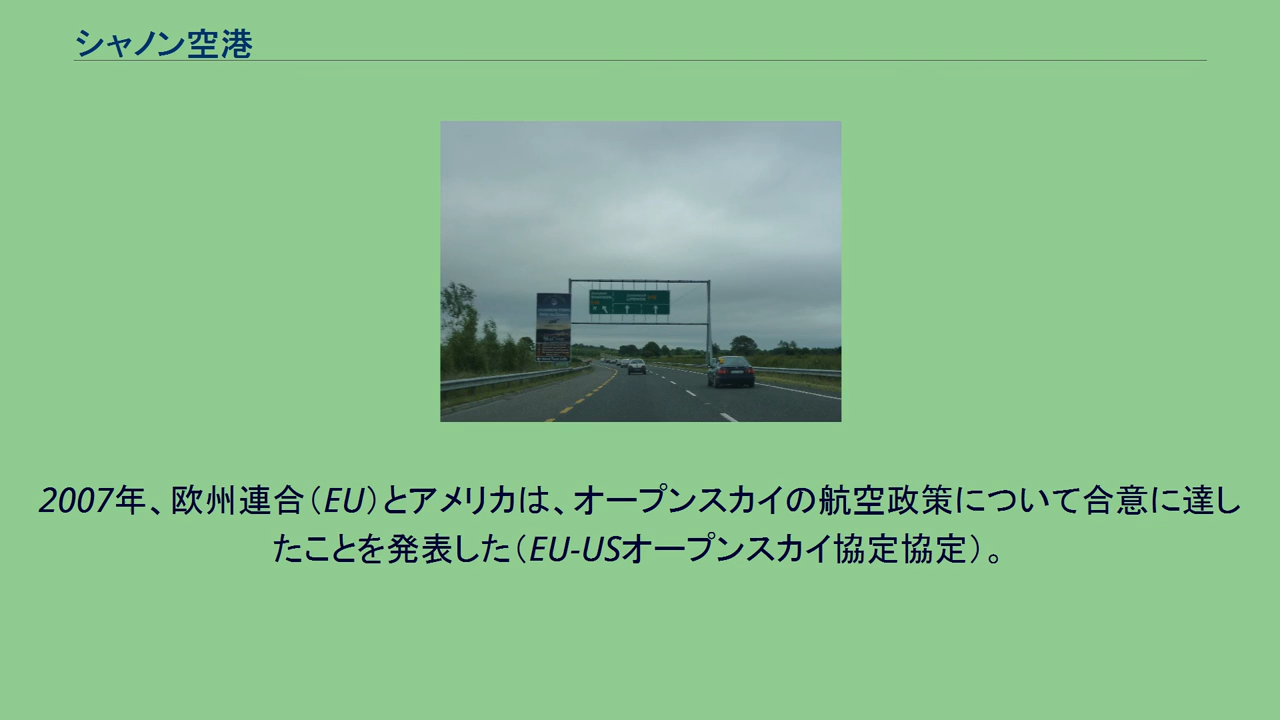 シャノン空港
2007年、欧州連合（EU）とアメリカは、オープンスカイの航空政策について合意に達し
たことを発表した（EU-USオープンスカイ協定協定）。